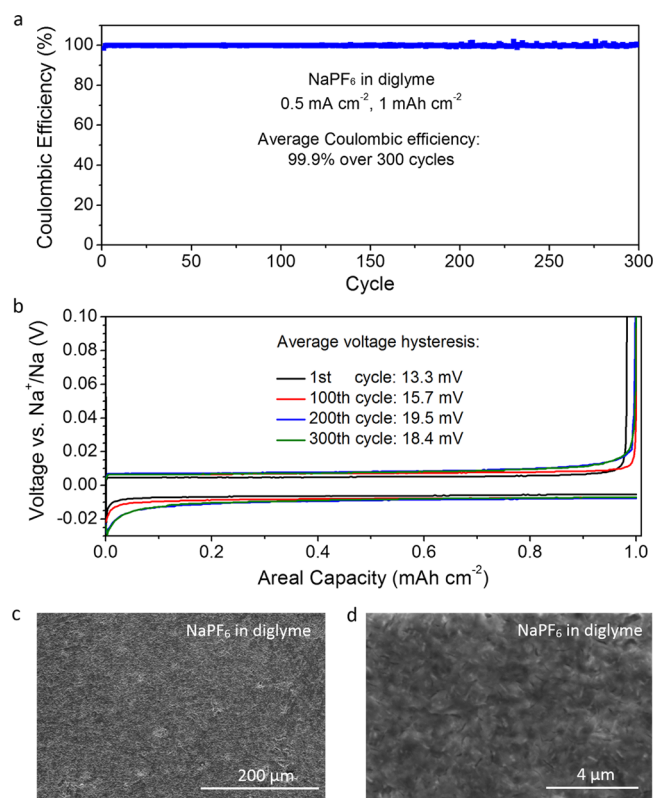 a
100
80
60
40
20
0
Coulombic Efficiency (%)
NaPF₆ in diglyme
0.5 mA cm⁻², 1 mAh cm⁻²
Average Coulombic efficiency:
99.9% over 300 cycles
0 50 100 150 200 250 300
Cycle
b
0.10
0.08
0.06
0.04
0.02
0.00
-0.02
Voltage vs. Na⁺/Na (V)
Average voltage hysteresis:
1st cycle: 13.3 mV
100th cycle: 15.7 mV
200th cycle: 19.5 mV
300th cycle: 18.4 mV
0.0 0.2 0.4 0.6 0.8 1.0
Areal Capacity (mAh cm⁻²)
c
NaPF₆ in diglyme
200 µm
d
NaPF₆ in diglyme
4 µm